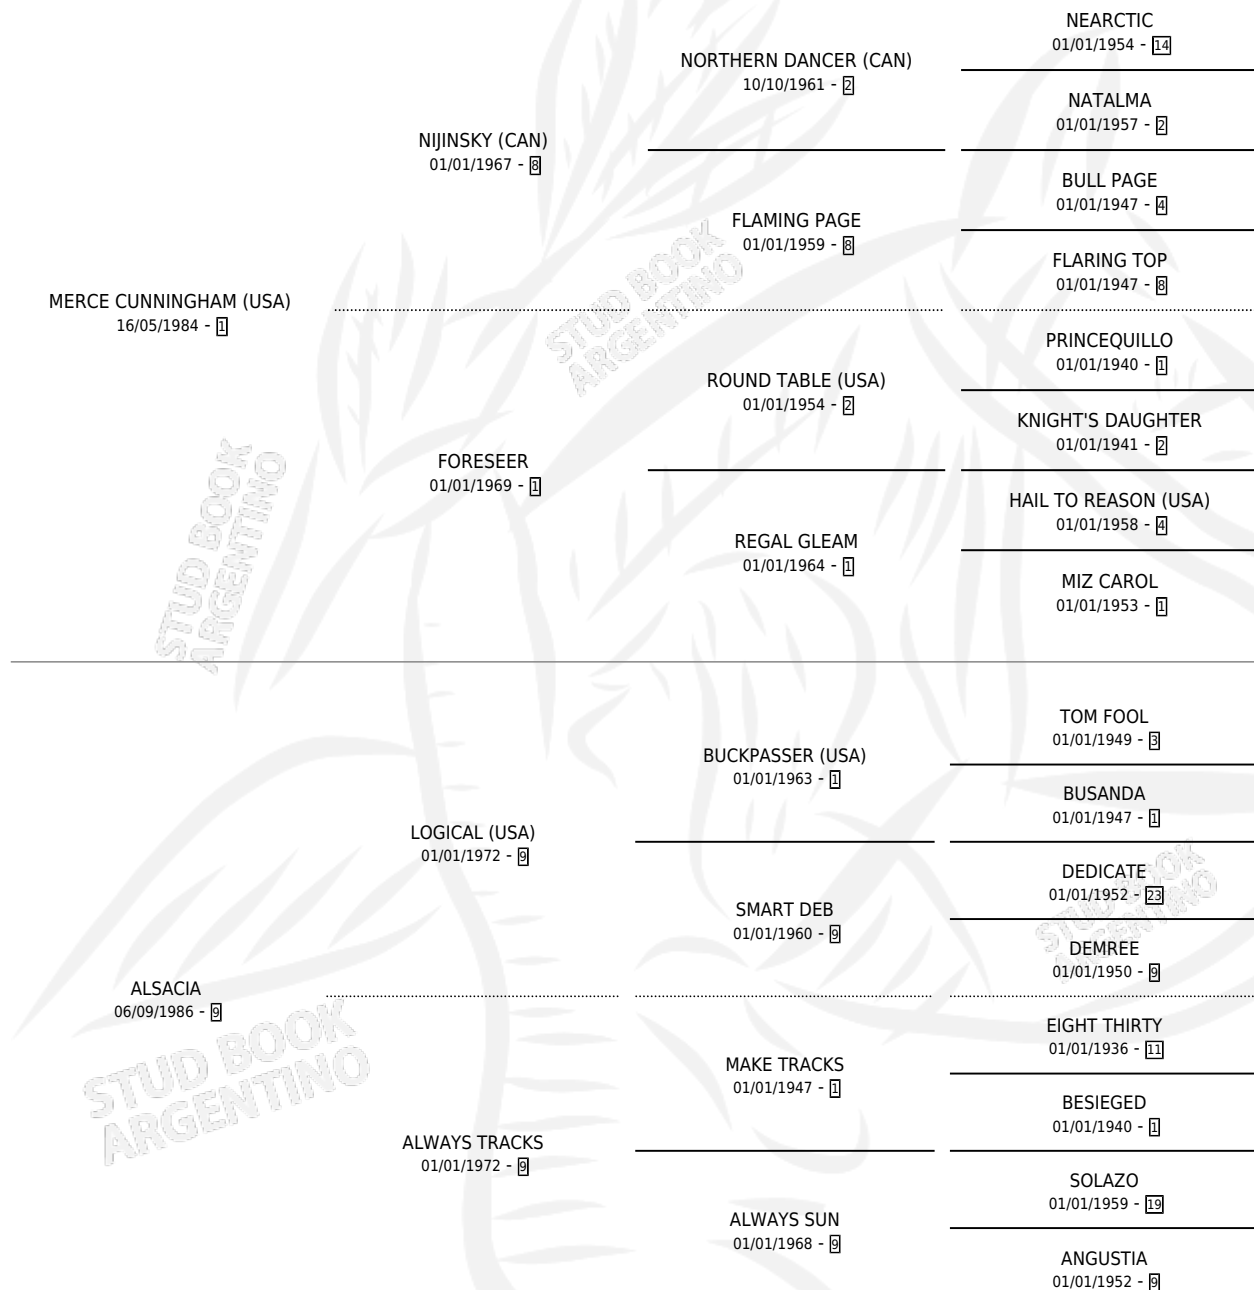 NEARCTIC
01/01/1954 - 14
NORTHERN DANCER (CAN)
10/10/1961 - 2
NATALMA
01/01/1957 - 2
NIJINSKY (CAN)
01/01/1967 - 8
BULL PAGE
01/01/1947 - 4
FLAMING PAGE
01/01/1959 - 8
FLARING TOP
01/01/1947 - 8
MERCE CUNNINGHAM (USA)
16/05/1984 - 1
PRINCEQUILLO
01/01/1940 - 1
ROUND TABLE (USA)
01/01/1954 - 2
KNIGHT'S DAUGHTER
01/01/1941 - 2
FORESEER
01/01/1969 - 1
HAIL TO REASON (USA)
01/01/1958 - 4
REGAL GLEAM
01/01/1964 - 1
MIZ CAROL
01/01/1953 - 1
TOM FOOL
01/01/1949 - 3
BUCKPASSER (USA)
01/01/1963 - 1
BUSANDA
01/01/1947 - 1
LOGICAL (USA)
01/01/1972 - 9
DEDICATE
01/01/1952 - 23
SMART DEB
01/01/1960 - 9
DEMREE
01/01/1950 - 9
ALSACIA
06/09/1986 - 9
EIGHT THIRTY
01/01/1936 - 11
MAKE TRACKS
01/01/1947 - 1
BESIEGED
01/01/1940 - 1
ALWAYS TRACKS
01/01/1972 - 9
SOLAZO
01/01/1959 - 19
ALWAYS SUN
01/01/1968 - 9
ANGUSTIA
01/01/1952 - 9
STUD BOOK
ARGENTINO
STUD BOOK
ARGENTINO
STUD BOOK
ARGENTINO
STUD BOOK
ARGENTINO